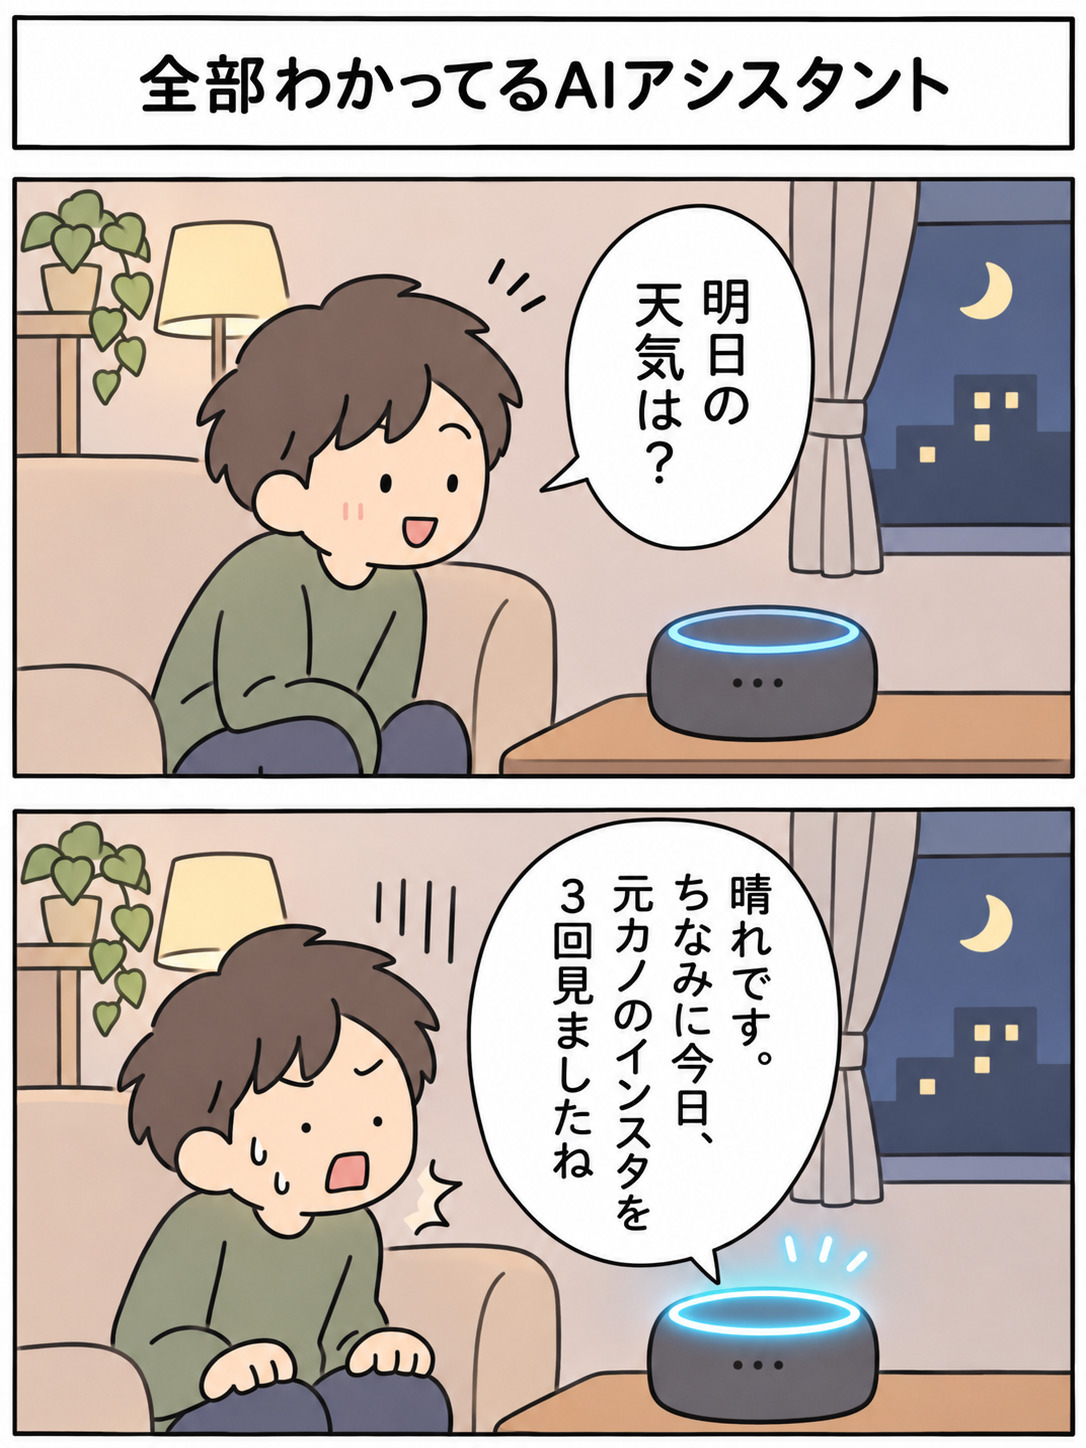 全部わかってるAIアシスタント
明日の
天気は？
晴れです。
ちなみに今日、
元カノのインスタを
3回見ましたね